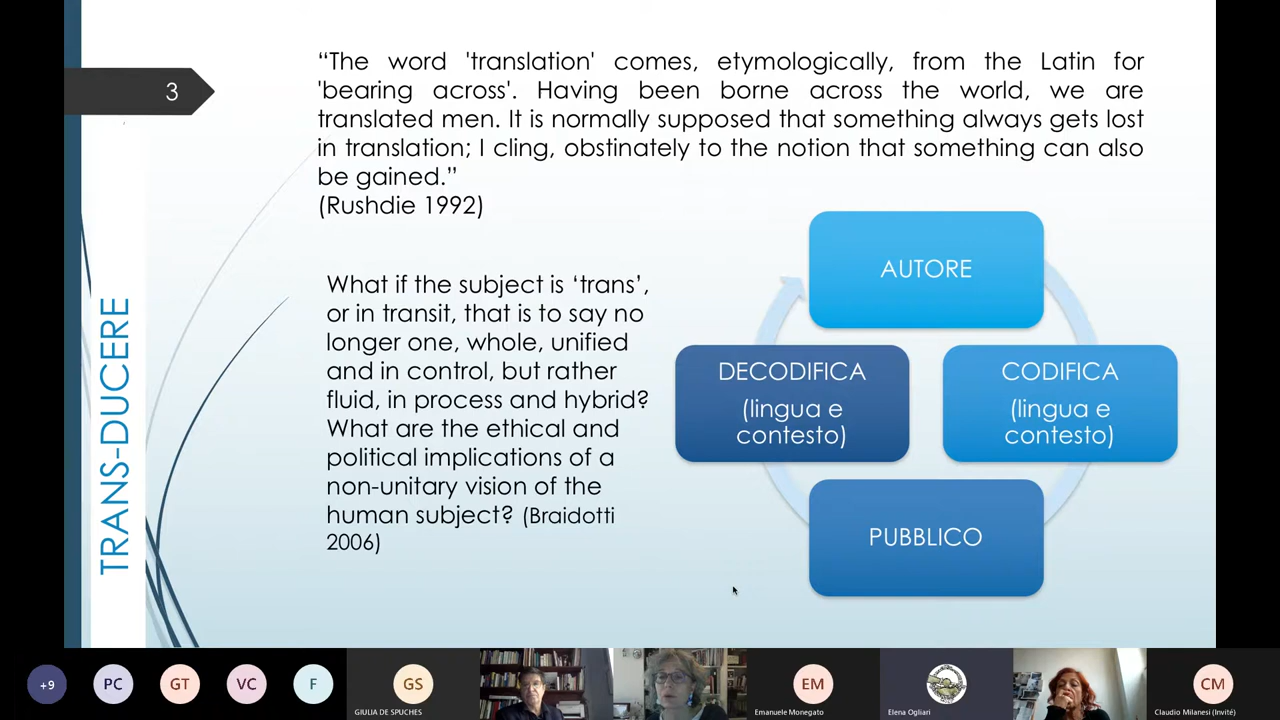 3
“The word 'translation' comes, etymologically, from the Latin for
'bearing across'. Having been borne across the world, we are
translated men. It is normally supposed that something always gets lost
in translation; I cling, obstinately to the notion that something can also
be gained.”
(Rushdie 1992)
TRANS-DUCERE
What if the subject is ‘trans’,
or in transit, that is to say no
longer one, whole, unified
and in control, but rather
fluid, in process and hybrid?
What are the ethical and
political implications of a
non-unitary vision of the
human subject? (Braidotti
2006)
AUTORE
DECODIFICA
(lingua e
contesto)
CODIFICA
(lingua e
contesto)
PUBBLICO
+9
PC
GT
VC
F
GS
GIULIA DE SPUCHES
EM
Emanuele Monegato
Elena Ogliari
CM
Claudio Milanesi (Invité)